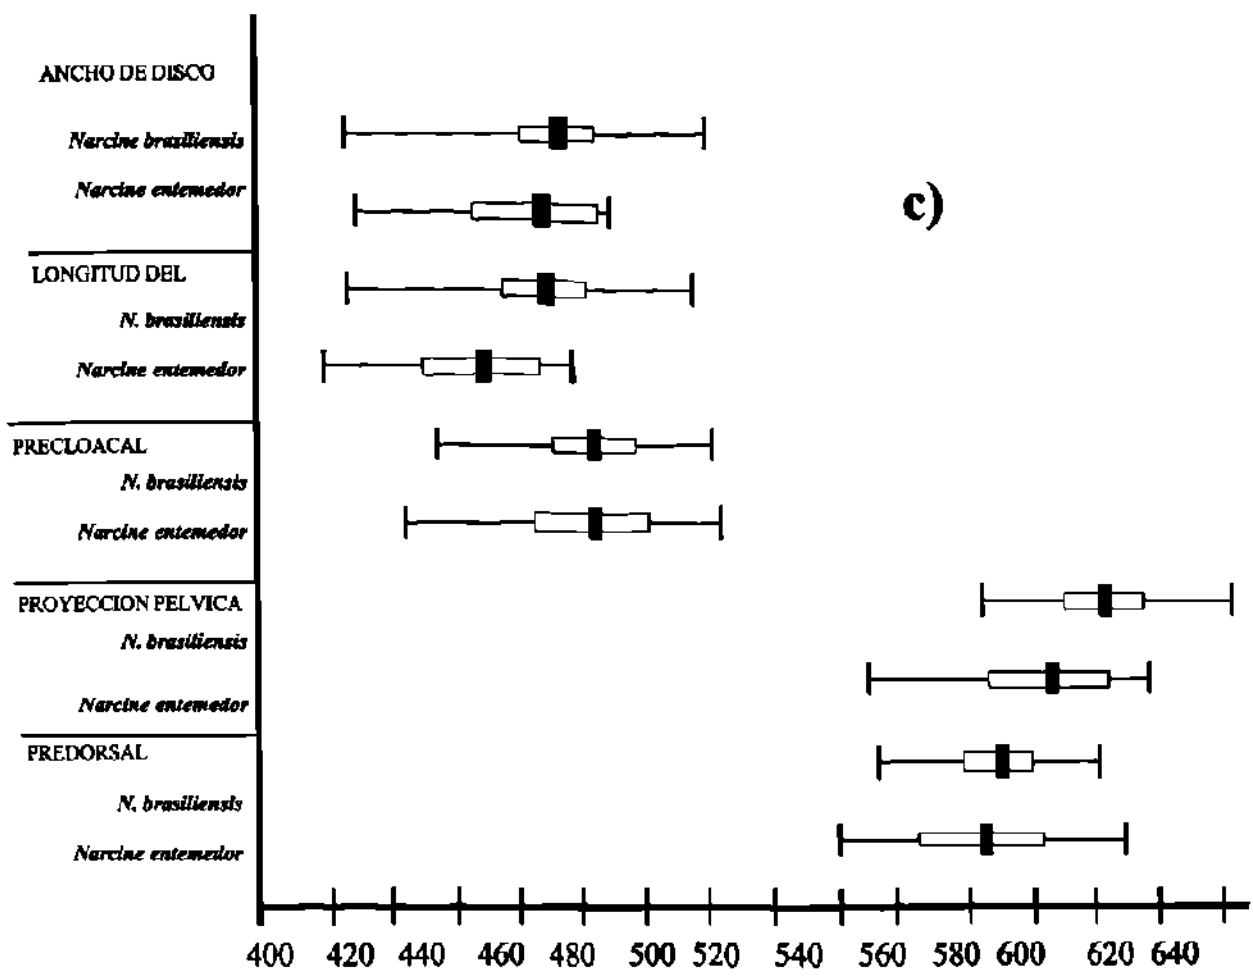 ANCHO DE DISCO
Narcine brasiliensis
Narcine entemedor
c)
LONGITUD DEL
N. brasiliensis
Narcine entemedor
PRECLOACAL
N. brasiliensis
Narcine entemedor
PROYECCION PELVICA
N. brasiliensis
Narcine entemedor
PREDORSAL
N. brasiliensis
Narcine entemedor
400 420 440 460 480 500 520 540 560 580 600 620 640